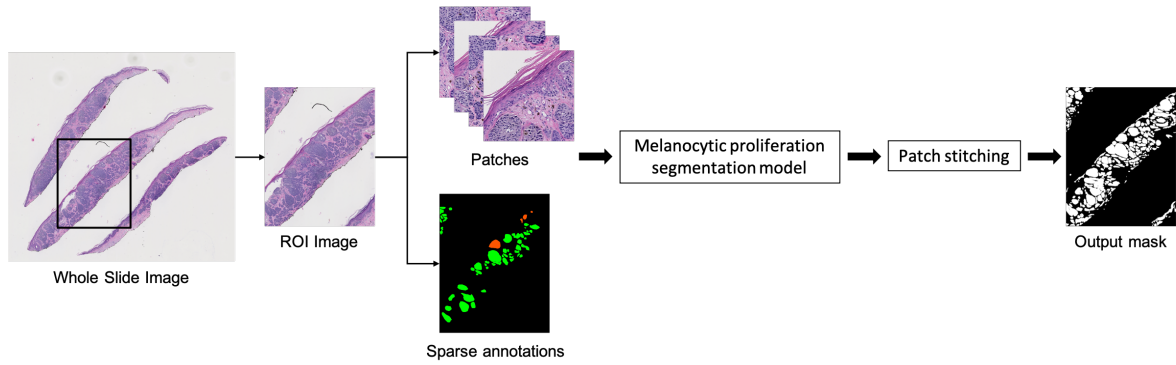 Whole Slide Image
ROI Image
Patches
Sparse annotations
Melanocytic proliferation
segmentation model
Patch stitching
Output mask